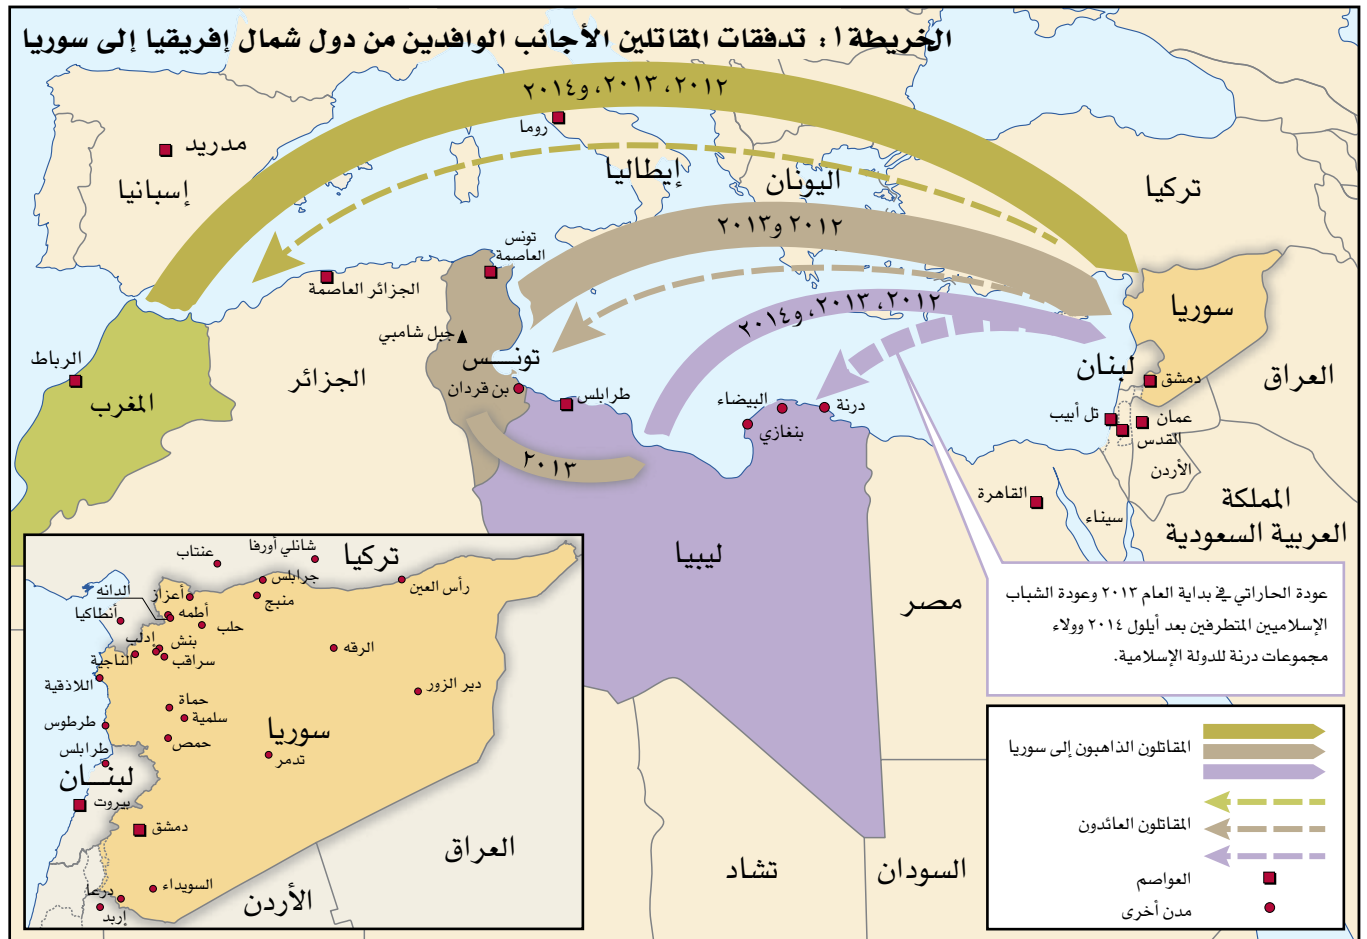 الخريطة ١: تدفقات المقاتلين الأجانب الوافدين من دول شمال إفريقيا إلى سوريا
٢٠١٢، ٢٠١٣، و٢٠١٤
روما
مدريد
إسبانيا
إيطاليا
اليونان
تركيا
٢٠١٢ و٢٠١٣
تونس
العاصمة
الجزائر العاصمة
٢٠١٢، ٢٠١٣، و٢٠١٤
سوريا
جبل شامبي
تونــس
الرباط
الجزائر
المغرب
بن قردان
طرابلس
البيضاء
درنة
بنغازي
لبنان
دمشق
العراق
تل أبيب
عمان
القدس
الأردن
٢٠١٣
القاهرة
سيناء
المملكة
العربية السعودية
ليبيا
مصر
عودة الحاراتي في بداية العام ٢٠١٣ وعودة الشباب
الإسلاميين المتطرفين بعد أيلول ٢٠١٤ وولاء
مجموعات درنة للدولة الإسلامية.
تشاد
السودان
المقاتلون الذاهبون إلى سوريا
المقاتلون العائدون
العواصم
مدن أخرى
عنتاب
شانلي أورفا
تركيا
جرابلس
رأس العين
الدانه
أعزاز
منبج
أنطاكيا
أطمه
حلب
إدلب
بنش
الناجية
سراقب
الرقه
اللاذقية
دير الزور
حماة
سلمية
طرطوس
حمص
سوريا
طرابلس
تدمر
لبنــان
بيروت
دمشق
العراق
السويداء
درعا
إربد
الأردن